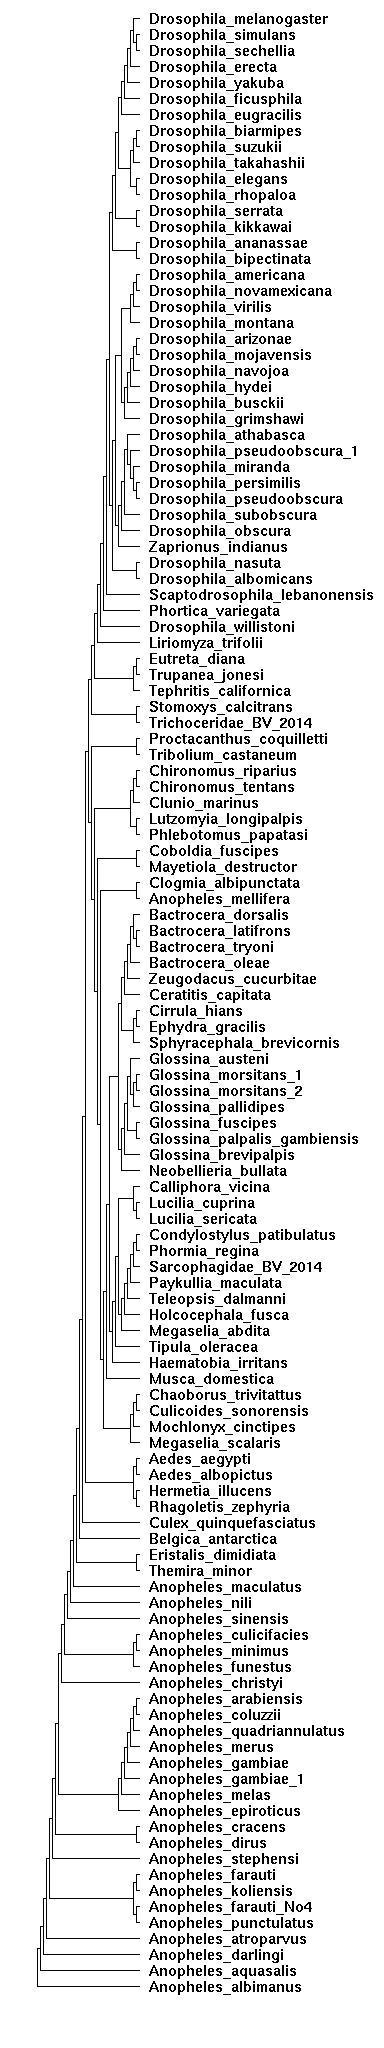 Drosophila_melanogaster
Drosophila_simulans
Drosophila_sechellia
Drosophila_erecta
Drosophila_yakuba
Drosophila_ficusphila
Drosophila_eugracilis
Drosophila_biarmipes
Drosophila_suzukii
Drosophila_takahashii
Drosophila_elegans
Drosophila_rhopaloa
Drosophila_serrata
Drosophila_kikkawai
Drosophila_ananassae
Drosophila_bipectinata
Drosophila_americana
Drosophila_novamexicana
Drosophila_virilis
Drosophila_montana
Drosophila_arizonae
Drosophila_mojavensis
Drosophila_navojoa
Drosophila_hydei
Drosophila_busckii
Drosophila_grimshawi
Drosophila_athabasca
Drosophila_pseudoobscura_1
Drosophila_miranda
Drosophila_persimilis
Drosophila_pseudoobscura
Drosophila_subobscura
Drosophila_obscura
Zaprionus_indianus
Drosophila_nasuta
Drosophila_albomicans
Scaptodrosophila_lebanonensis
Phortica_variegata
Drosophila_willistoni
Liriomyza_trifolii
Eutreta_diana
Trupanea_jonesi
Tephritis_californica
Stomoxys_calcitrans
Trichoceridae_BV_2014
Proctacanthus_coquilletti
Tribolium_castaneum
Chironomus_riparius
Chironomus_tentans
Clunio_marinus
Lutzomyia_longipalpis
Phlebotomus_papatasi
Coboldia_fuscipes
Mayetiola_destructor
Clogmia_albipunctata
Anopheles_mellifera
Bactrocera_dorsalis
Bactrocera_latifrons
Bactrocera_tryoni
Bactrocera_oleae
Zeugodacus_cucurbitae
Ceratitis_capitata
Cirrula_hians
Ephydra_gracilis
Sphyracephala_brevicornis
Glossina_austeni
Glossina_morsitans_1
Glossina_morsitans_2
Glossina_pallidipes
Glossina_fuscipes
Glossina_palpalis_gambiensis
Glossina_brevipalpis
Neobellieria_bullata
Calliphora_vicina
Lucilia_cuprina
Lucilia_sericata
Condylostylus_patibulatus
Phormia_regina
Sarcophagidae_BV_2014
Paykullia_maculata
Teleopsis_dalmanni
Holcocephala_fusca
Megaselia_abdita
Tipula_oleracea
Haematobia_irritans
Musca_domestica
Chaoborus_trivitattus
Culicoides_sonorensis
Mochlonyx_cinctipes
Megaselia_scalaris
Aedes_aegypti
Aedes_albopictus
Hermetia_illucens
Rhagoletis_zephyria
Culex_quinquefasciatus
Belgica_antarctica
Eristalis_dimidiata
Themira_minor
Anopheles_maculatus
Anopheles_nili
Anopheles_sinensis
Anopheles_culicifacies
Anopheles_minimus
Anopheles_funestus
Anopheles_christyi
Anopheles_arabiensis
Anopheles_coluzzii
Anopheles_quadriannulatus
Anopheles_merus
Anopheles_gambiae
Anopheles_gambiae_1
Anopheles_melas
Anopheles_epiroticus
Anopheles_cracens
Anopheles_dirus
Anopheles_stephensi
Anopheles_farauti
Anopheles_koliensis
Anopheles_farauti_No4
Anopheles_punctulatus
Anopheles_atroparvus
Anopheles_darlingi
Anopheles_aquasalis
Anopheles_albimanus